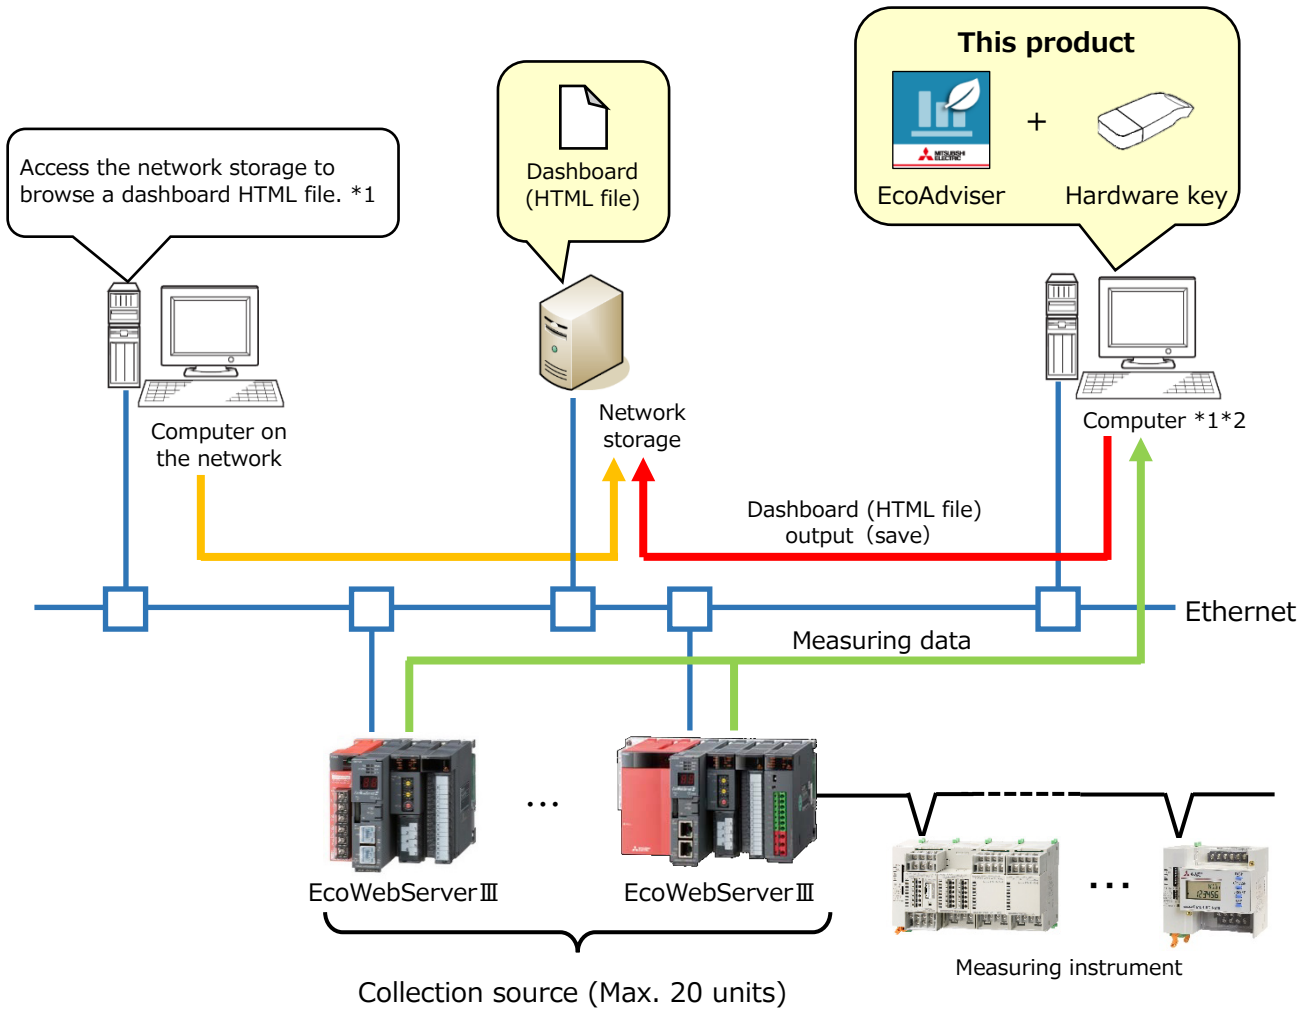 This product
MITSUBISHI
ELECTRIC
+
EcoAdviser
Hardware key
Dashboard
(HTML file)
Access the network storage to
browse a dashboard HTML file. *1
Computer on
the network
Network
storage
Computer *1*2
Dashboard (HTML file)
output（save）
Ethernet
Measuring data
...
EcoWebServerⅢ
EcoWebServerⅢ
...
Measuring instrument
Collection source (Max. 20 units)